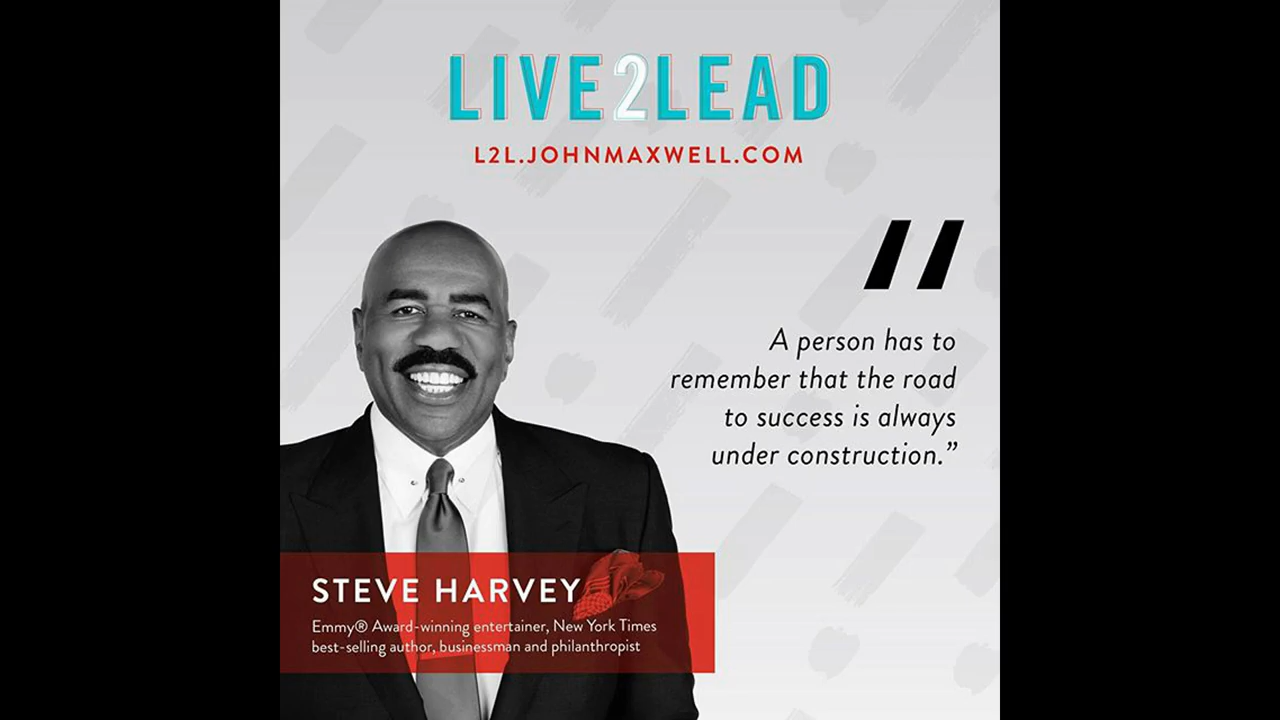 LIVE2LEAD
L2L.JOHNMAXWELL.COM
"
A person has to
remember that the road
to success is always
under construction.”
STEVE HARVEY
Emmy® Award-winning entertainer, New York Times
best-selling author, businessman and philanthropist